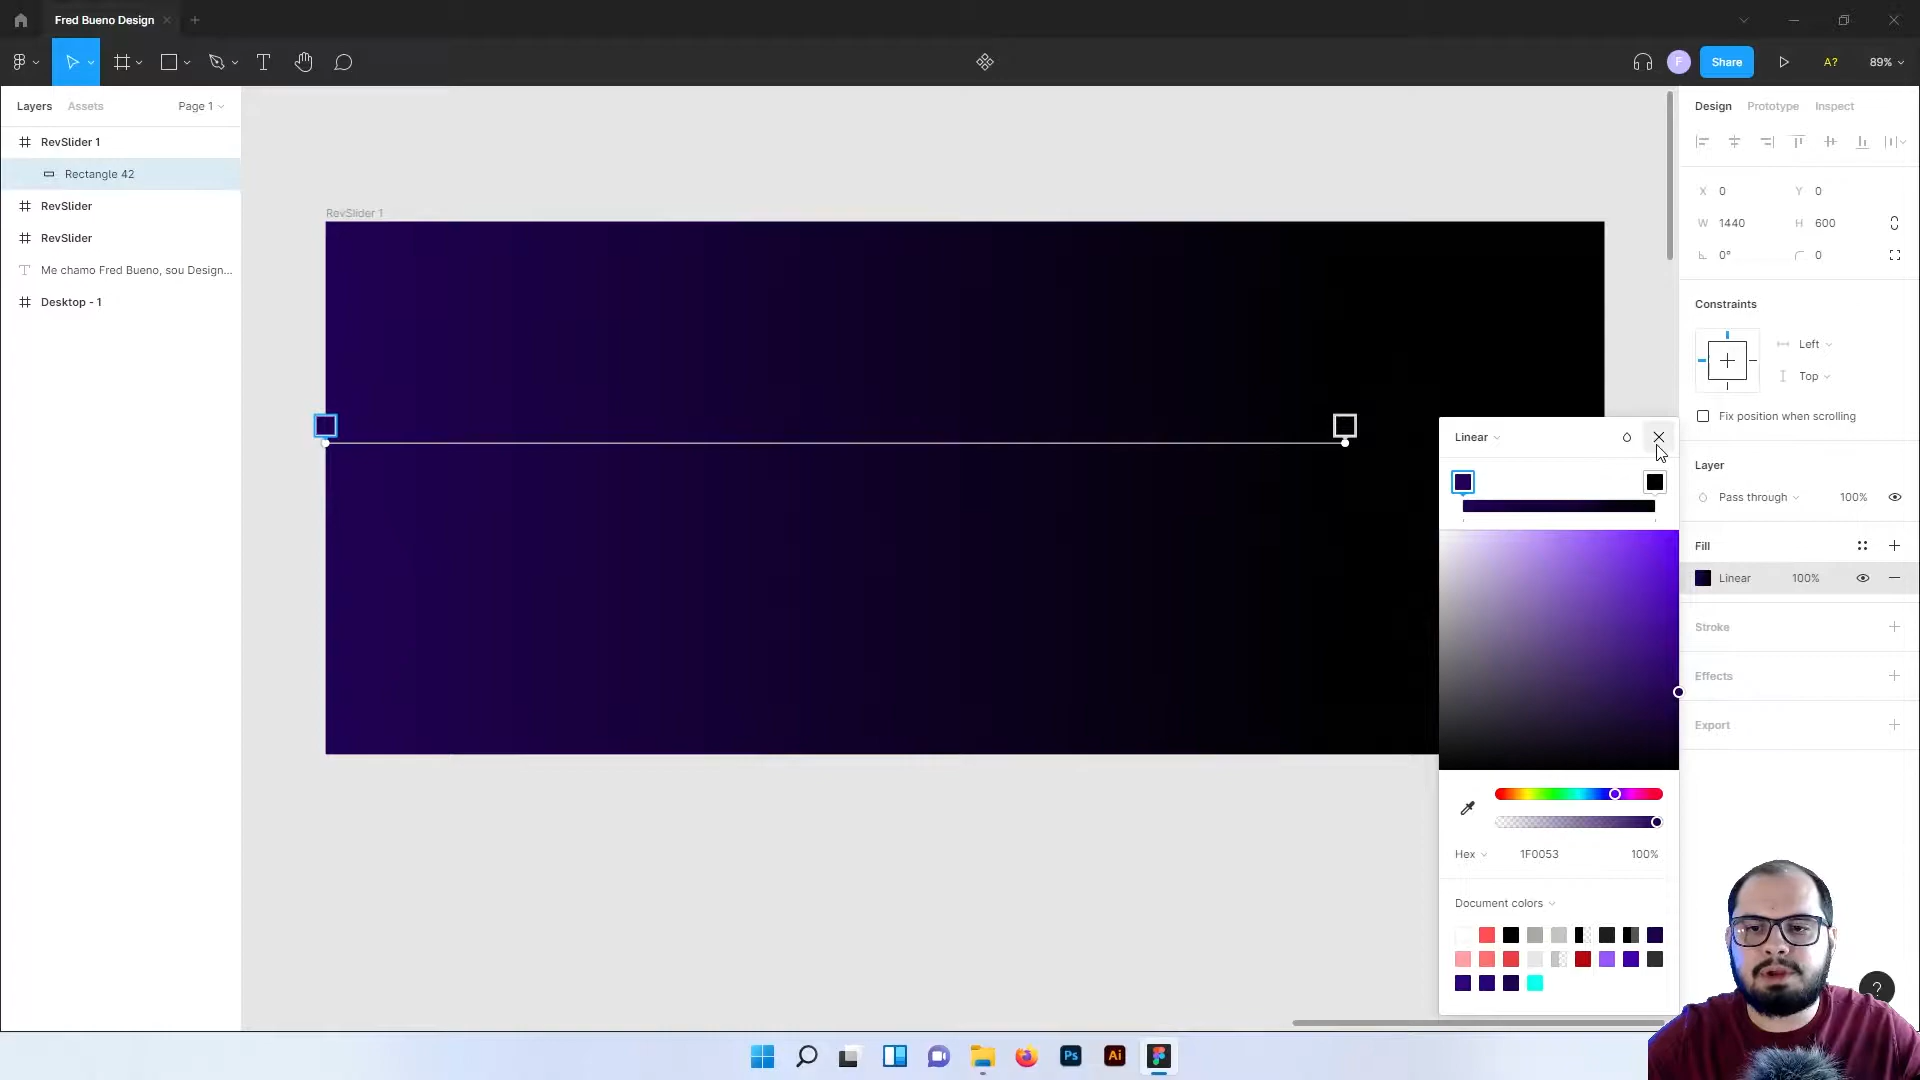 Fred Bueno Design
Share
A?
89%
F
Layers
Assets
Page 1
RevSlider 1
Rectangle 42
RevSlider
RevSlider
Me chamo Fred Bueno, sou Design...
Desktop - 1
RevSlider 1
Design
Prototype
Inspect
X 0
Y 0
W 1440
H 600
0°
0
Constraints
Left
Top
Fix position when scrolling
Layer
Pass through
100%
Fill
Linear
100%
Stroke
Effects
Export
Linear
Hex
1F0053
100%
Document colors
?
Ps
Ai